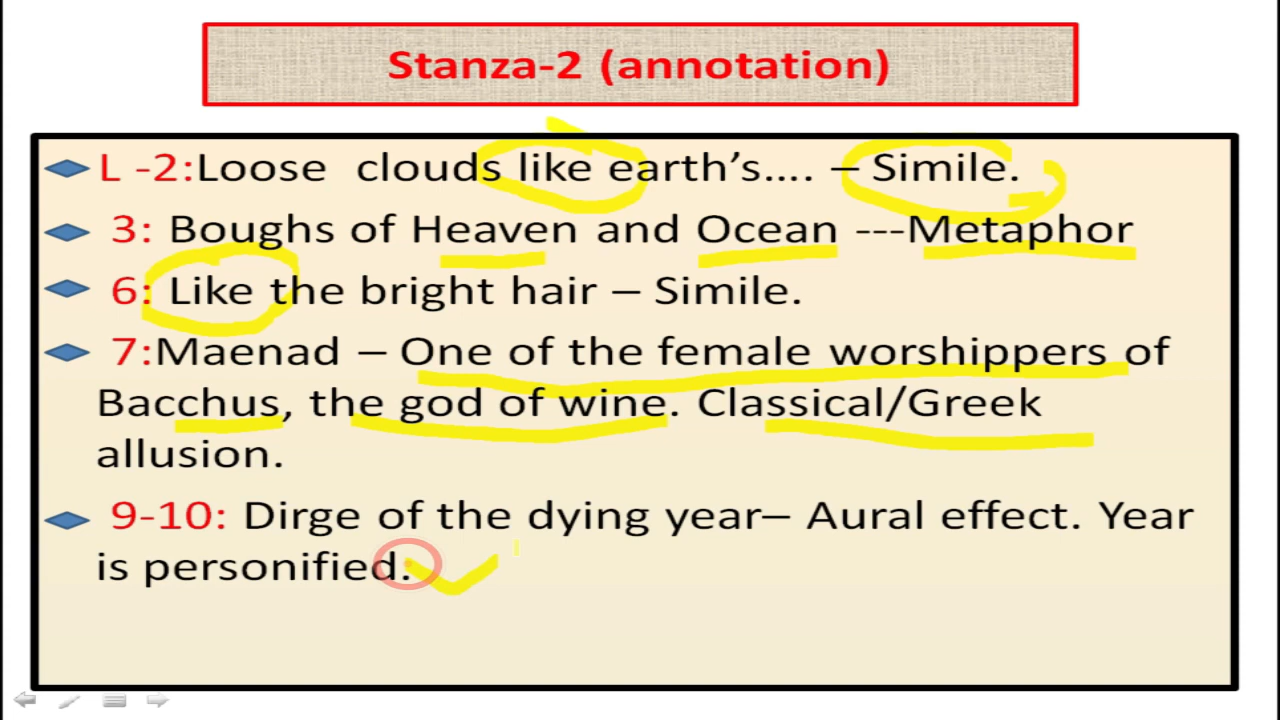 Stanza-2 (annotation)
L -2:Loose clouds like earth’s.... – Simile.
3: Boughs of Heaven and Ocean ---Metaphor
6: Like the bright hair – Simile.
7:Maenad – One of the female worshippers of
Bacchus, the god of wine. Classical/Greek
allusion.
9-10: Dirge of the dying year– Aural effect. Year
is personified.